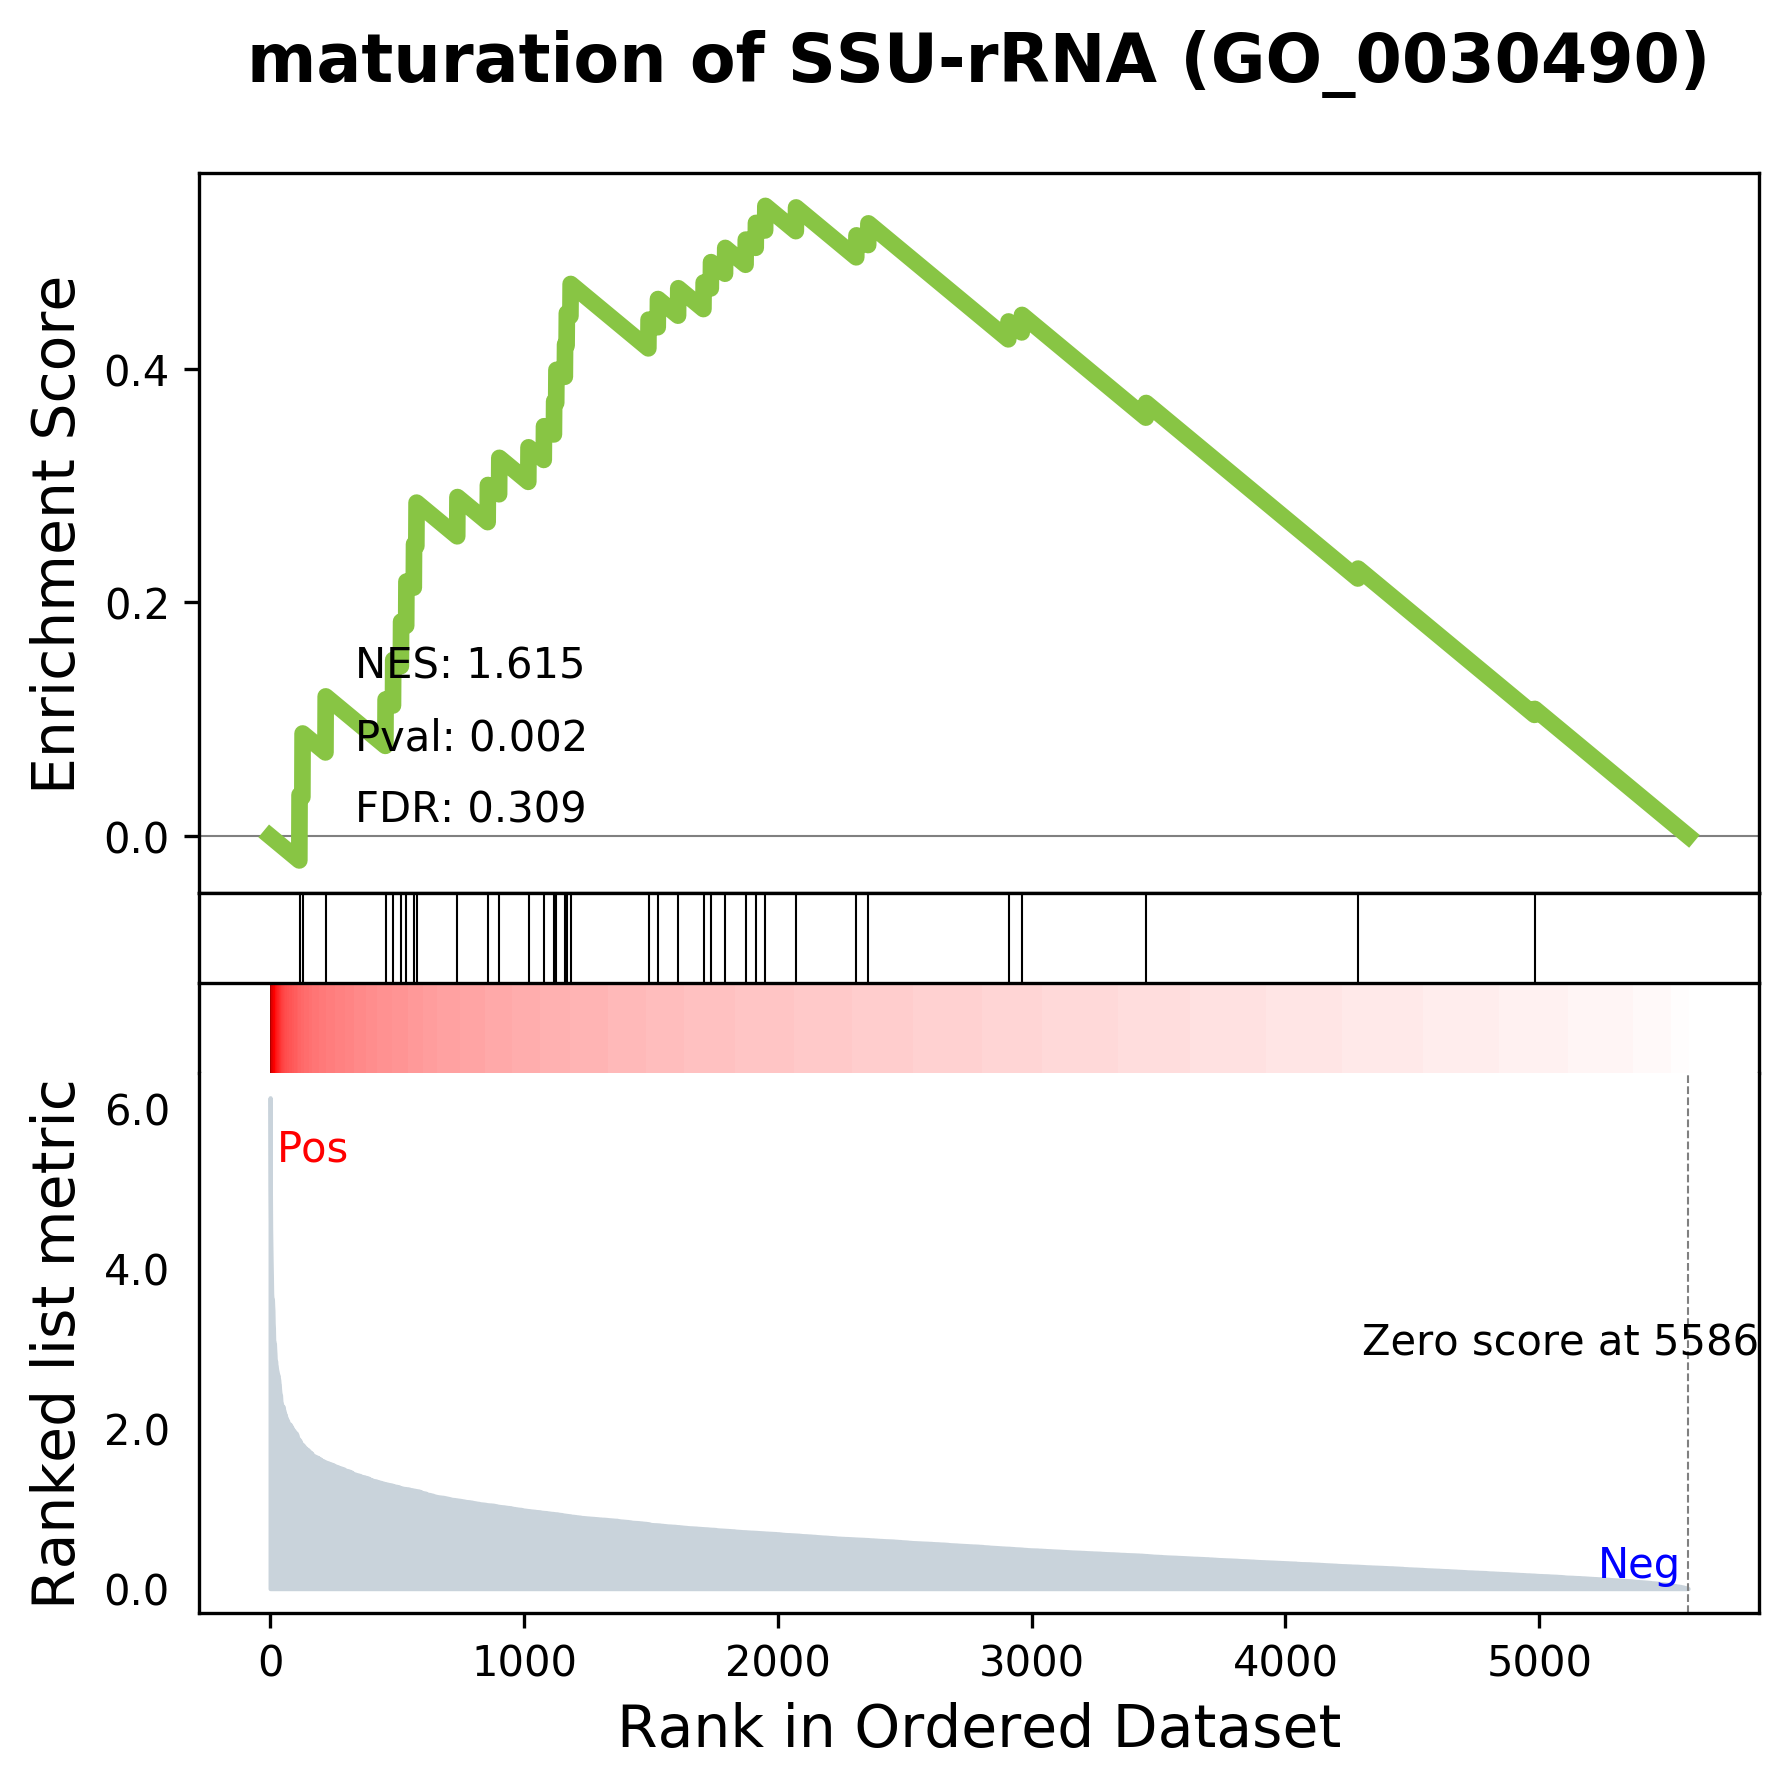 maturation of SSU-rRNA (GO_0030490)
Enrichment Score
0.4
0.2
0.0
NES: 1.615
Pval: 0.002
FDR: 0.309
Ranked list metric
6.0
4.0
2.0
0.0
Pos
Zero score at 5586
Neg
0 1000 2000 3000 4000 5000
Rank in Ordered Dataset